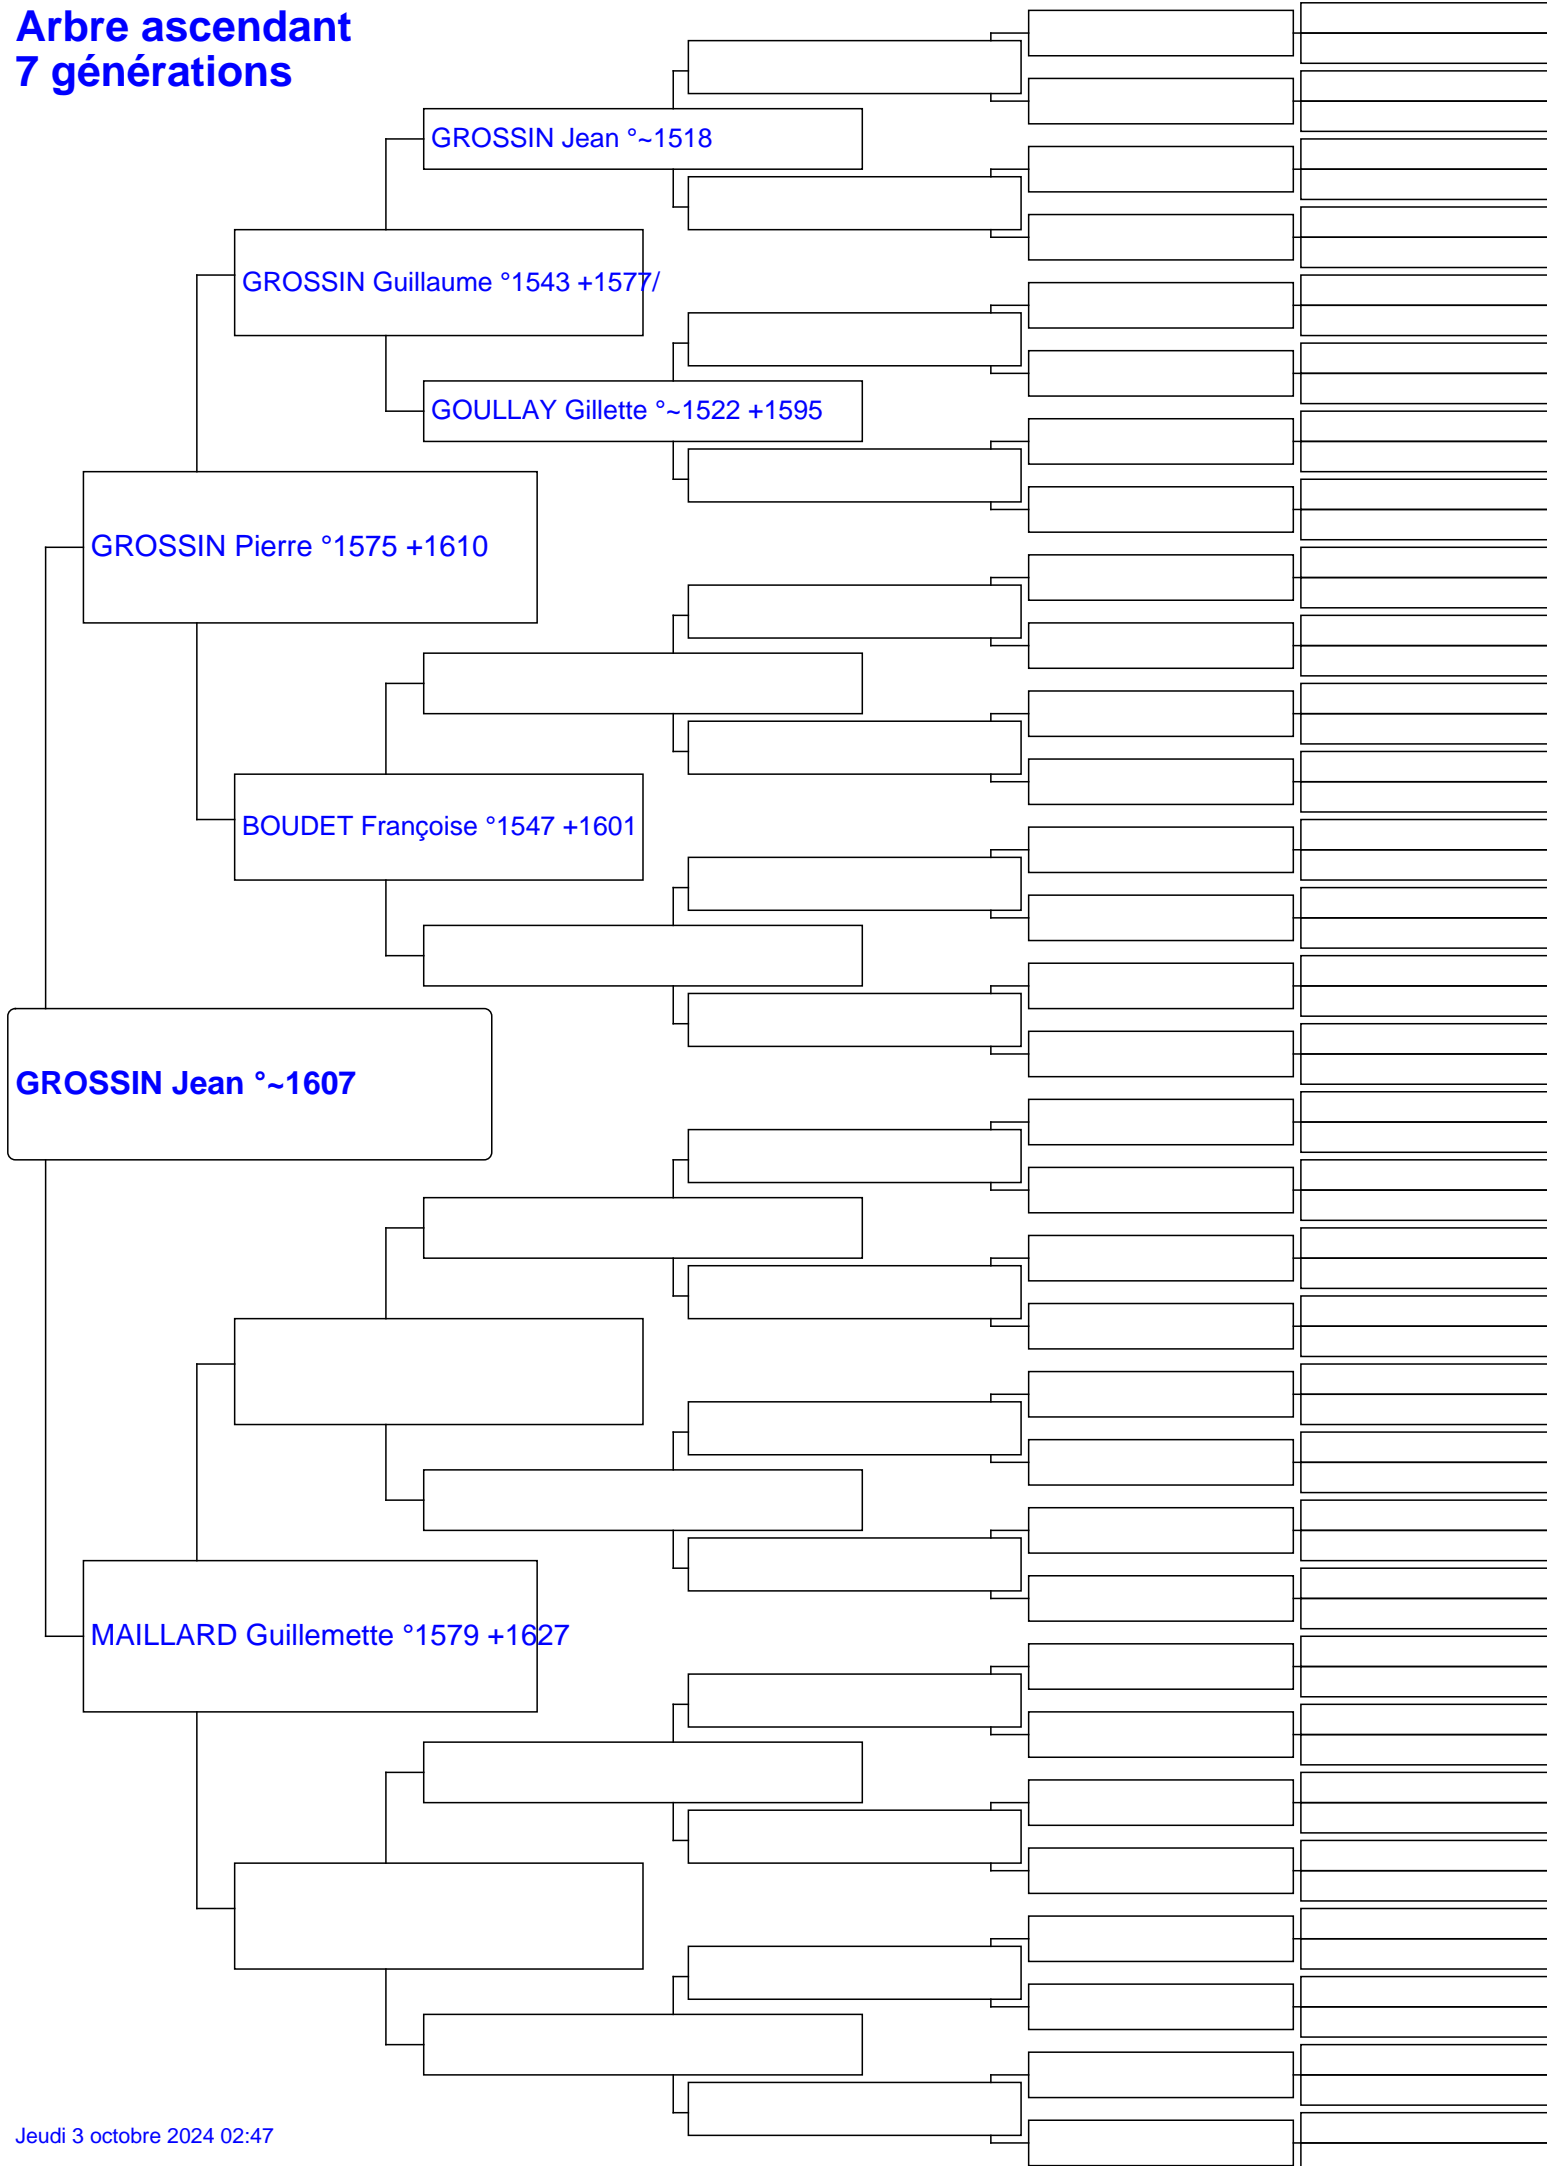 Arbre ascendant
7 générations
GROSSIN Jean °~1518
GROSSIN Guillaume °1543 +1577/
GOULLAY Gillette °~1522 +1595
GROSSIN Pierre °1575 +1610
BOUDET Françoise °1547 +1601
GROSSIN Jean °~1607
MAILLARD Guillemette °1579 +1627
Jeudi 3 octobre 2024 02:47